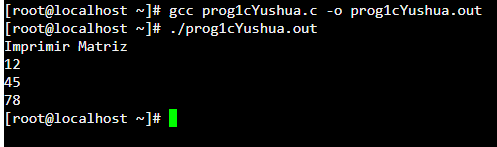 [root@localhost ~]# gcc prog1cYushua.c -o prog1cYushua.out
[root@localhost ~]# ./prog1cYushua.out
Imprimir Matriz
12
45
78
[root@localhost ~]#